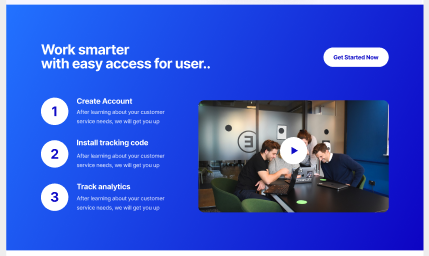 Work smarter
with easy access for user..
Get Started Now
1
Create Account
After learning about your customer
service needs, we will get you up
2
Install tracking code
After learning about your customer
service needs, we will get you up
3
Track analytics
After learning about your customer
service needs, we will get you up